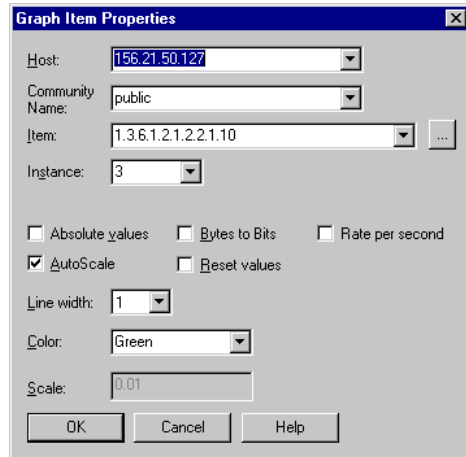 Graph Item Properties
Host: 156.21.50.127
Community Name: public
Item: 1.3.6.1.2.1.2.2.1.10 ...
Instance: 3
Absolute values Bytes to Bits Rate per second
AutoScale Reset values
Line width: 1
Color: Green
Scale: 0.01
OK Cancel Help